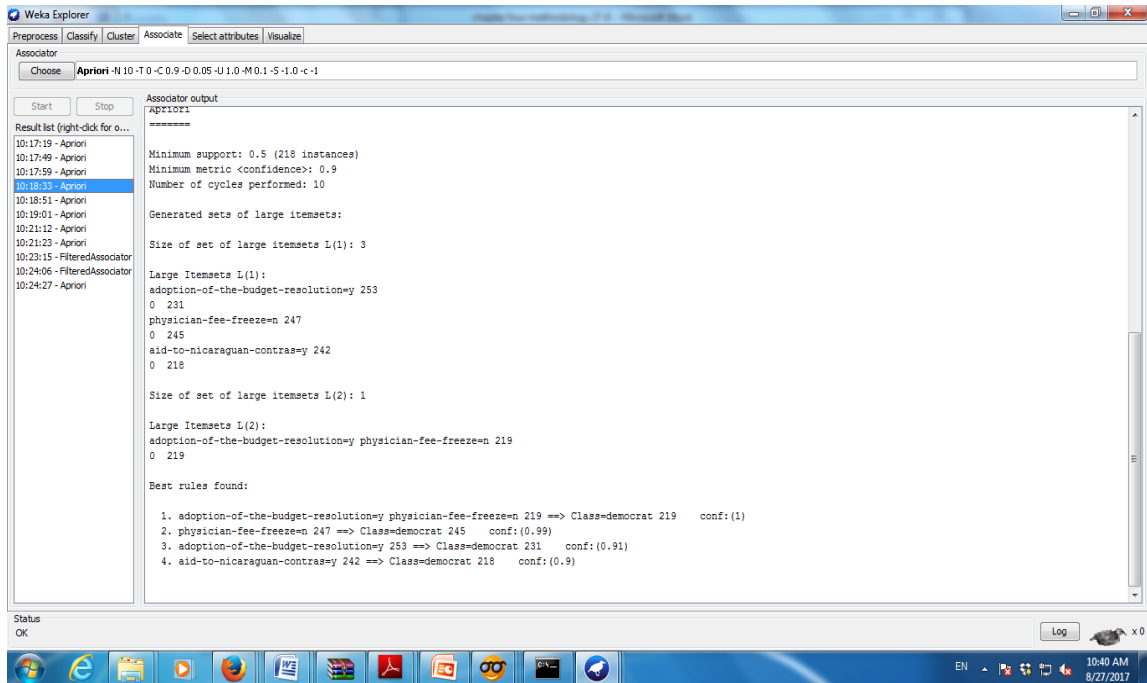 Weka Explorer
Preprocess Classify Cluster Associate Select attributes Visualize
Associator
Choose Apriori -N 10 -T 0 -C 0.9 -D 0.05 -U 1.0 -M 0.1 -S -1.0 -c -1
Start Stop
Result list (right-click for o...
10:17:19 - Apriori
10:17:49 - Apriori
10:17:59 - Apriori
10:18:33 - Apriori
10:18:51 - Apriori
10:19:01 - Apriori
10:21:12 - Apriori
10:21:23 - Apriori
10:23:15 - FilteredAssociator
10:24:06 - FilteredAssociator
10:24:27 - Apriori
Associator output
Apriori
=======
Minimum support: 0.5 (218 instances)
Minimum metric <confidence>: 0.9
Number of cycles performed: 10
Generated sets of large itemsets:
Size of set of large itemsets L(1): 3
Large Itemsets L(1):
adoption-of-the-budget-resolution=y 253
0 231
physician-fee-freeze=n 247
0 245
aid-to-nicaraguan-contras=y 242
0 218
Size of set of large itemsets L(2): 1
Large Itemsets L(2):
adoption-of-the-budget-resolution=y physician-fee-freeze=n 219
0 219
Best rules found:
1. adoption-of-the-budget-resolution=y physician-fee-freeze=n 219 ==> Class=democrat 219 conf:(1)
2. physician-fee-freeze=n 247 ==> Class=democrat 245 conf:(0.99)
3. adoption-of-the-budget-resolution=y 253 ==> Class=democrat 231 conf:(0.91)
4. aid-to-nicaraguan-contras=y 242 ==> Class=democrat 218 conf:(0.9)
Status
OK
Log
x 0
EN
10:40 AM
8/27/2017